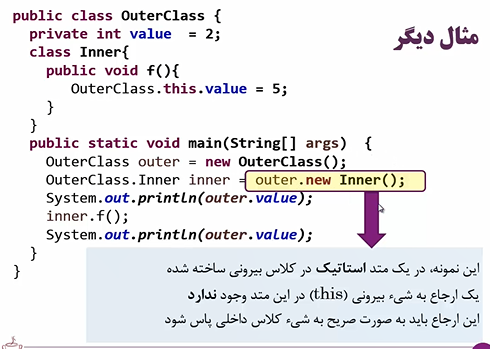 مثال دیگر
public class OuterClass {
private int value = 2;
class Inner{
public void f(){
OuterClass.this.value = 5;
}
}
public static void main(String[] args) {
OuterClass outer = new OuterClass();
OuterClass.Inner inner = outer.new Inner();
System.out.println(outer.value);
inner.f();
System.out.println(outer.value);
}
}
این نمونه، در یک متد استاتیک در کلاس بیرونی ساخته شده
یک ارجاع به شیء بیرونی (this) در این متد وجود ندارد
این ارجاع باید به صورت صریح به شیء کلاس داخلی پاس شود